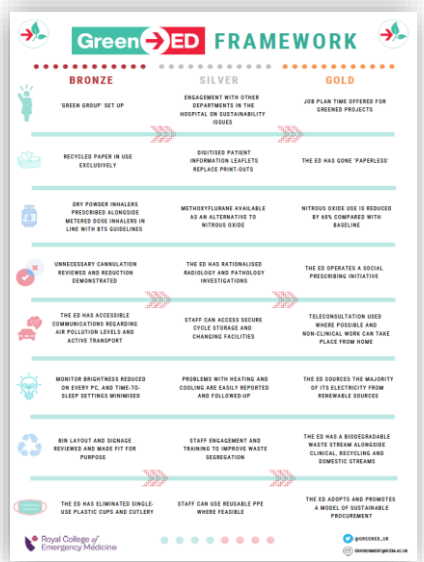 Green ED FRAMEWORK
BRONZE SILVER GOLD
'GREEN GROUP' SET UP
ENGAGEMENT WITH OTHER
DEPARTMENTS IN THE
HOSPITAL ON SUSTAINABILITY
ISSUES
JOB PLAN TIME OFFERED FOR
GREENED PROJECTS
RECYCLED PAPER IN USE
EXCLUSIVELY
DIGITISED PATIENT
INFORMATION LEAFLETS
REPLACE PRINT-OUTS
THE ED HAS GONE 'PAPERLESS'
DRY POWDER INHALERS
PRESCRIBED ALONGSIDE
METERED DOSE INHALERS IN
LINE WITH BTS GUIDELINES
METHOXYFLURANE AVAILABLE
AS AN ALTERNATIVE TO
NITROUS OXIDE
NITROUS OXIDE USE IS REDUCED
BY 60% COMPARED WITH
BASELINE
UNNECESSARY CANNULATION
REVIEWED AND REDUCTION
DEMONSTRATED
THE ED HAS RATIONALISED
RADIOLOGY AND PATHOLOGY
INVESTIGATIONS
THE ED OPERATES A SOCIAL
PRESCRIBING INITIATIVE
THE ED HAS ACCESSIBLE
COMMUNICATIONS REGARDING
AIR POLLUTION LEVELS AND
ACTIVE TRANSPORT
STAFF CAN ACCESS SECURE
CYCLE STORAGE AND
CHANGING FACILITIES
TELECONSULTATION USED
WHERE POSSIBLE AND
NON-CLINICAL WORK CAN TAKE
PLACE FROM HOME
MONITOR BRIGHTNESS REDUCED
ON EVERY PC, AND TIME-TO-
SLEEP SETTINGS MINIMISED
PROBLEMS WITH HEATING AND
COOLING ARE EASILY REPORTED
AND FOLLOWED-UP
THE ED SOURCES THE MAJORITY
OF ITS ELECTRICITY FROM
RENEWABLE SOURCES
BIN LAYOUT AND SIGNAGE
REVIEWED AND MADE FIT FOR
PURPOSE
STAFF ENGAGEMENT AND
TRAINING TO IMPROVE WASTE
SEGREGATION
THE ED HAS A BIODEGRADABLE
WASTE STREAM ALONGSIDE
CLINICAL, RECYCLING AND
DOMESTIC STREAMS
THE ED HAS ELIMINATED SINGLE-
USE PLASTIC CUPS AND CUTLERY
STAFF CAN USE REUSABLE PPE
WHERE FEASIBLE
THE ED ADOPTS AND PROMOTES
A MODEL OF SUSTAINABLE
PROCUREMENT
Royal College of
Emergency Medicine
@GREENED_UK
ENVIRONMENT@RCEM.AC.UK